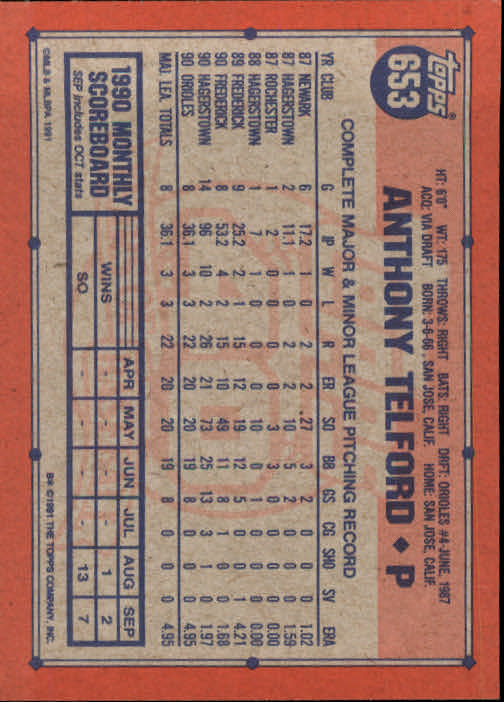 TOPPS®
653
ANTHONY TELFORD ◆ P
HT: 6'0" WT: 175 THROWS: RIGHT BATS: RIGHT DRFT: ORIOLES #4-JUNE, 1987
ACQ: VIA DRAFT BORN: 3-6-66, SAN JOSE, CALIF. HOME: SAN JOSE, CALIF.
COMPLETE MAJOR & MINOR LEAGUE PITCHING RECORD
YR CLUB G IP W L R ER SO BB GS CG SHO SV ERA
87 NEWARK 6 17.2 1 0 2 2 27 3 2 0 0 0 1.02
87 HAGERSTOWN 2 11.1 1 0 2 2 10 5 2 0 0 0 1.59
87 ROCHESTER 1 2 0 0 0 0 3 3 0 0 0 0 0.00
88 HAGERSTOWN 1 7 1 0 0 0 10 0 1 0 0 0 0.00
89 FREDERICK 9 25.2 2 1 15 12 19 12 5 0 0 1 4.21
90 FREDERICK 8 53.2 4 2 15 10 49 11 8 1 0 0 1.68
90 HAGERSTOWN 14 96 10 2 26 21 73 25 13 3 1 0 1.97
90 ORIOLES 8 36.1 3 3 22 20 20 19 8 0 0 0 4.95
MAJ. LEA. TOTALS 8 36.1 3 3 22 20 20 19 8 0 0 0 4.95
1990 MONTHLY SCOREBOARD
SEP includes OCT stats
APR MAY JUN JUL AUG SEP
WINS - - - - 1 2
SO - - - - 13 7
©MLB & MLBPA 1991
B* ©1991 THE TOPPS COMPANY, INC.